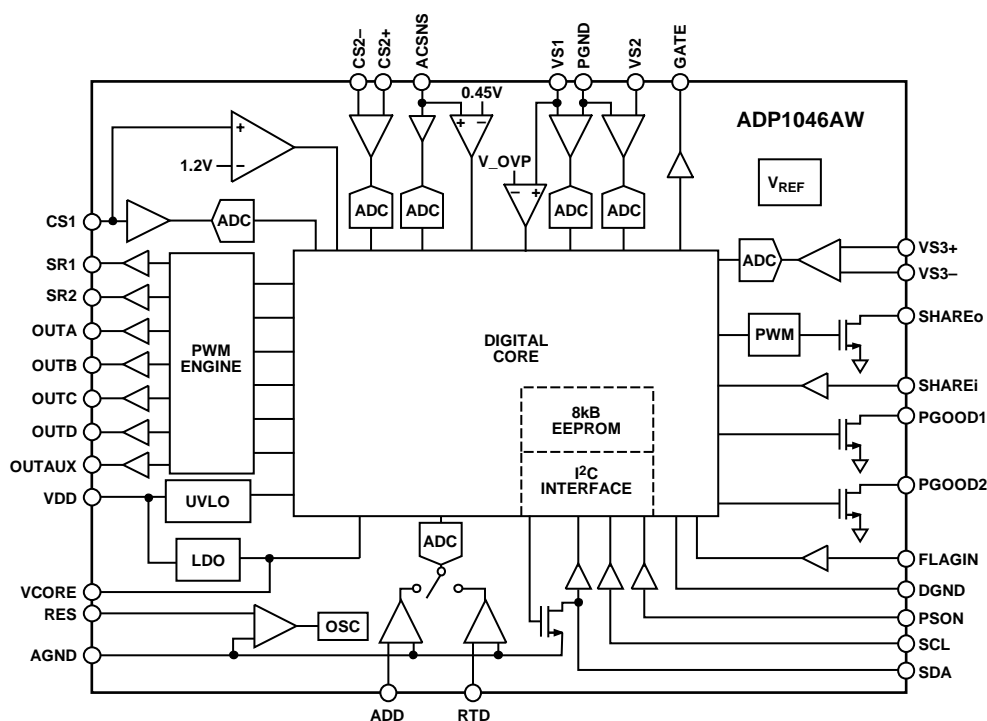 CS2–
CS2+
ACSNS
VS1
PGND
VS2
GATE
0.45V
+ –
ADP1046AW
+
1.2V
–
V_OVP
– +
VREF
ADC
ADC
ADC
ADC
CS1
ADC
ADC
VS3+
VS3–
SR1
SR2
OUTA
OUTB
OUTC
OUTD
OUTAUX
PWM
ENGINE
DIGITAL
CORE
PWM
SHAREo
SHAREi
8kB
EEPROM
PGOOD1
I2C
INTERFACE
PGOOD2
VDD
UVLO
LDO
ADC
FLAGIN
VCORE
DGND
RES
OSC
PSON
SCL
AGND
SDA
ADD
RTD